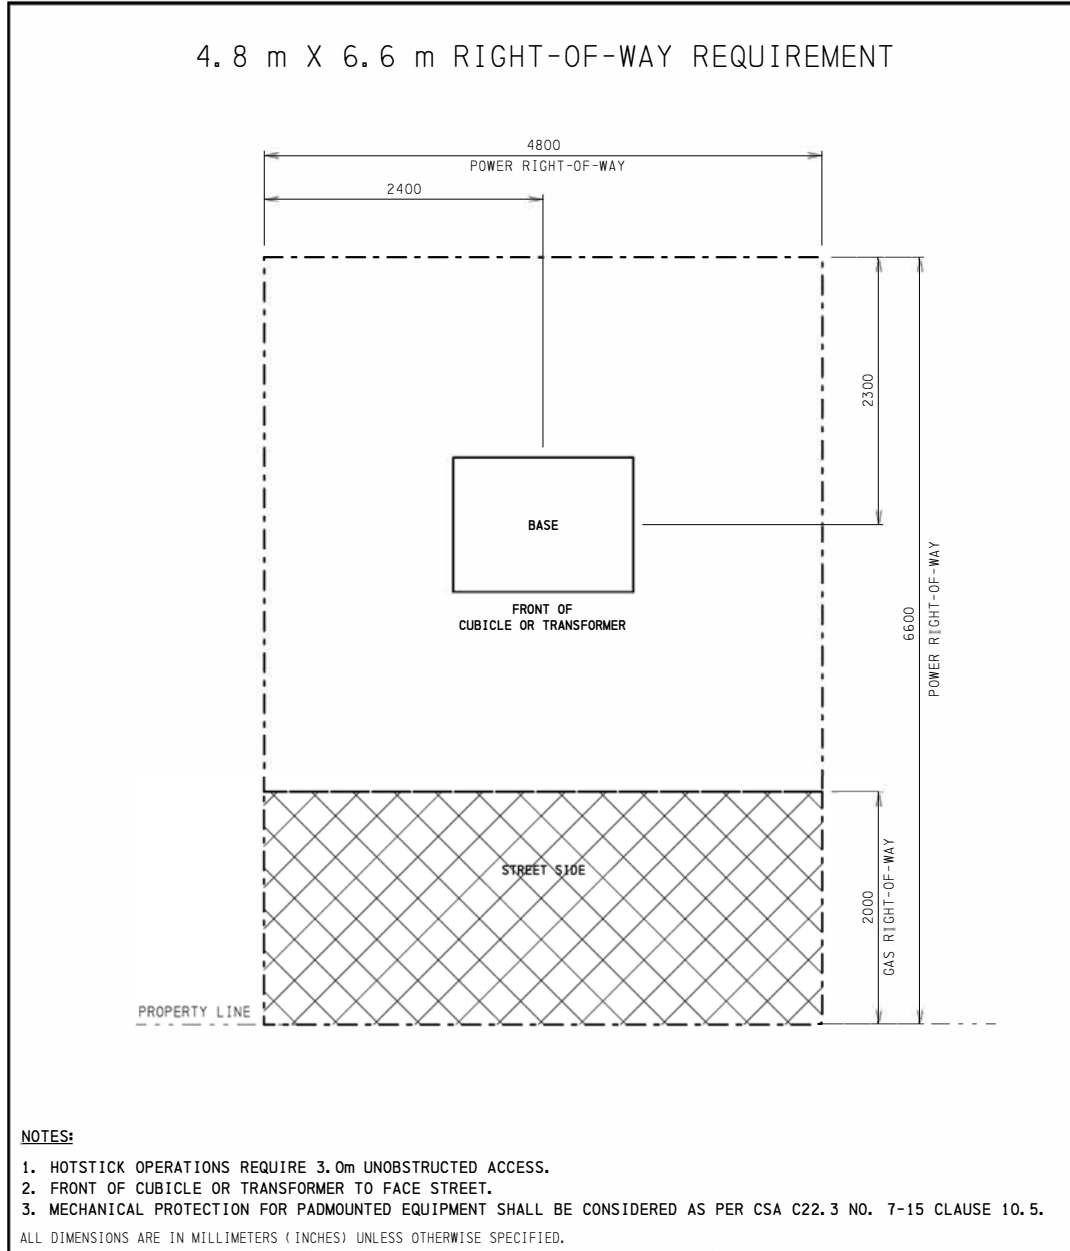 4.8 m X 6.6 m RIGHT-OF-WAY REQUIREMENT
4800
POWER RIGHT-OF-WAY
2400
2300
BASE
FRONT OF
CUBICLE OR TRANSFORMER
6600
POWER RIGHT-OF-WAY
STREET SIDE
2000
GAS RIGHT-OF-WAY
PROPERTY LINE
NOTES:
1. HOTSTICK OPERATIONS REQUIRE 3.0m UNOBSTRUCTED ACCESS.
2. FRONT OF CUBICLE OR TRANSFORMER TO FACE STREET.
3. MECHANICAL PROTECTION FOR PADMOUNTED EQUIPMENT SHALL BE CONSIDERED AS PER CSA C22.3 NO. 7-15 CLAUSE 10.5.
ALL DIMENSIONS ARE IN MILLIMETERS (INCHES) UNLESS OTHERWISE SPECIFIED.